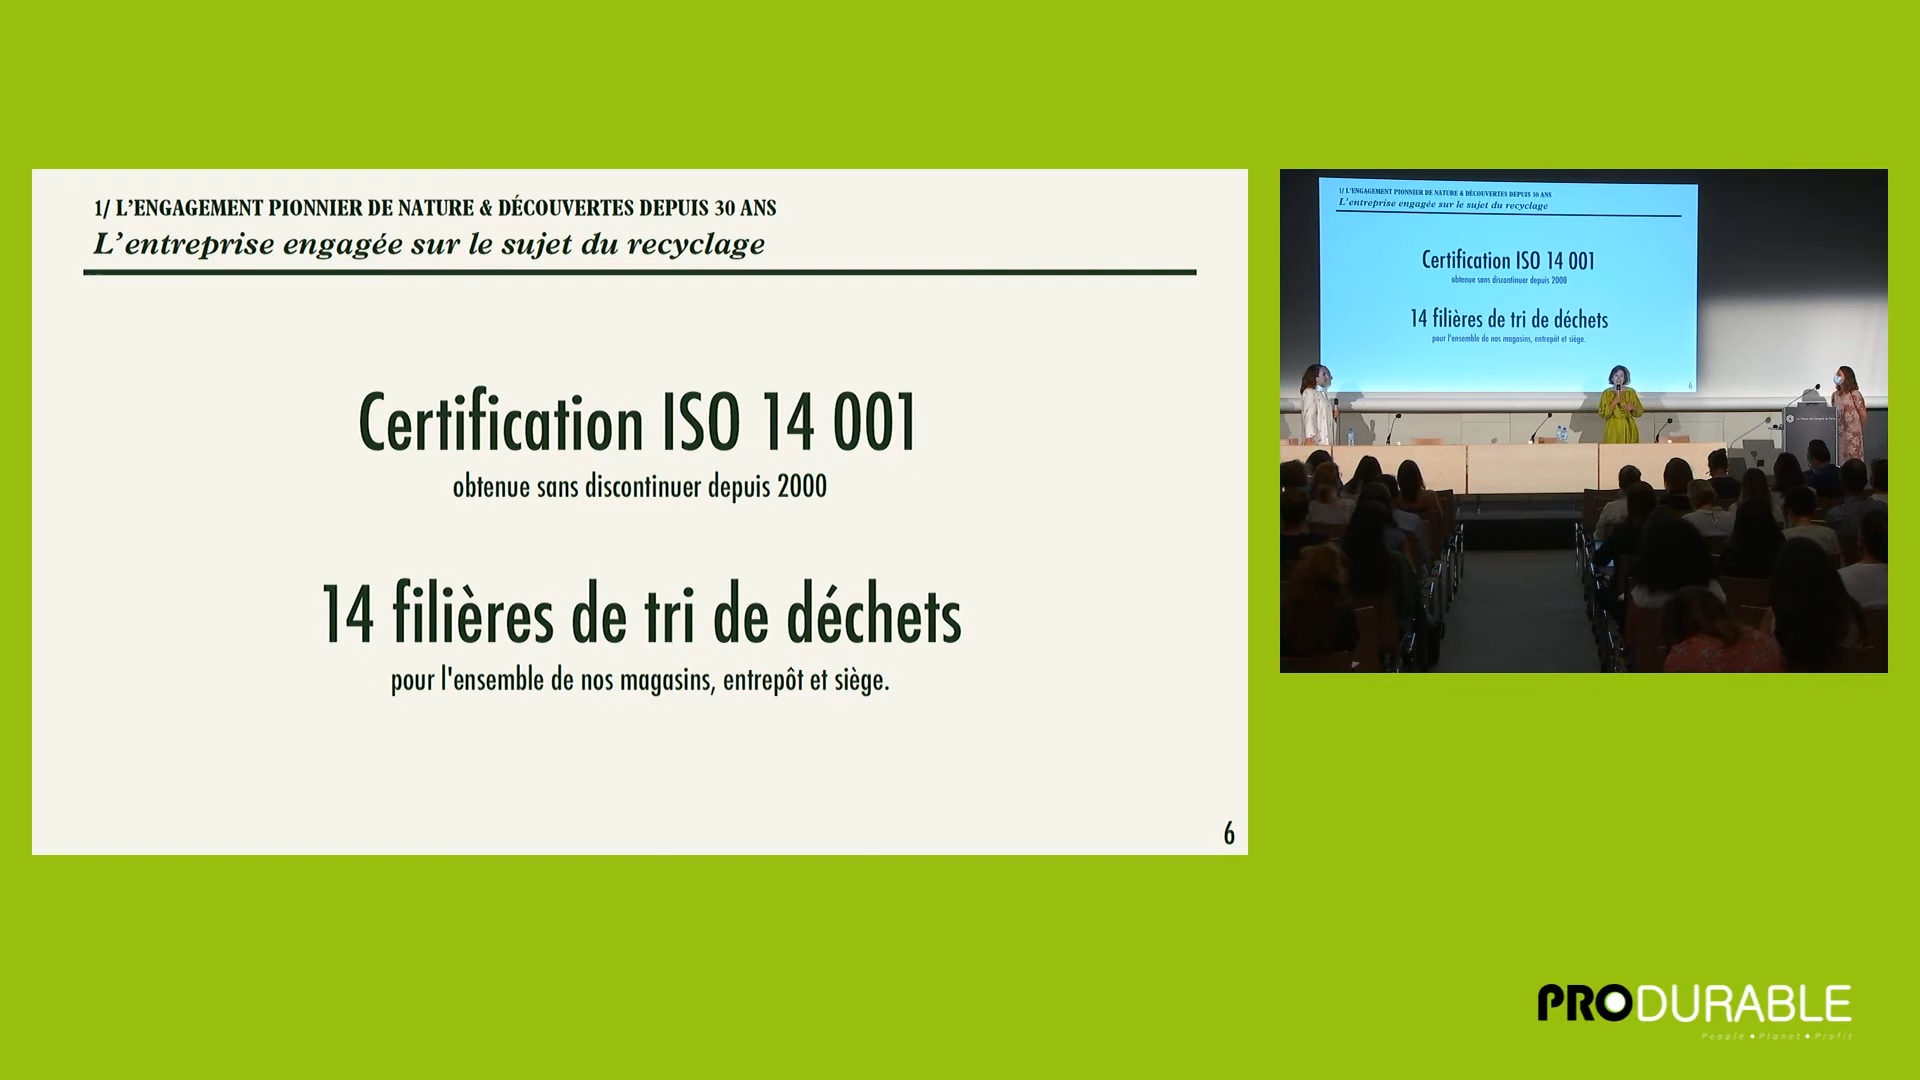 1/ L'ENGAGEMENT PIONNIER DE NATURE & DÉCOUVERTES DEPUIS 30 ANS
L'entreprise engagée sur le sujet du recyclage
Certification ISO 14 001
obtenue sans discontinuer depuis 2000
14 filières de tri de déchets
pour l'ensemble de nos magasins, entrepôt et siège.
6
1/ L'ENGAGEMENT PIONNIER DE NATURE & DÉCOUVERTES DEPUIS 30 ANS
L'entreprise engagée sur le sujet du recyclage
Certification ISO 14 001
obtenue sans discontinuer depuis 2000
14 filières de tri de déchets
pour l'ensemble de nos magasins, entrepôt et siège.
6
PRODURABLE
People • Planet • Profit